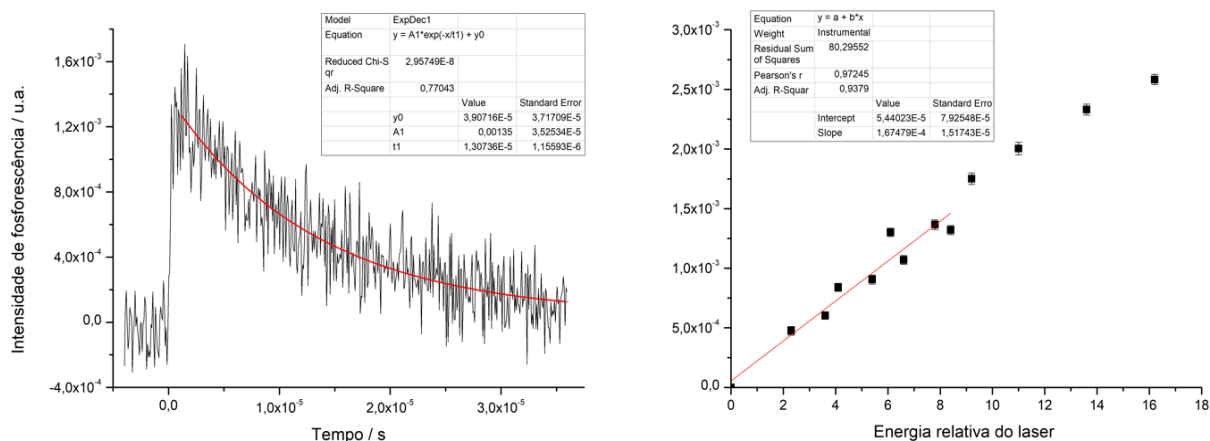 Intensidade de fosforescência / u.a.
1,6x10⁻³
1,2x10⁻³
8,0x10⁻⁴
4,0x10⁻⁴
0,0
-4,0x10⁻⁴
0,0
1,0x10⁻⁵
2,0x10⁻⁵
3,0x10⁻⁵
Tempo / s
Model ExpDec1
Equation y = A1*exp(-x/t1) + y0
Reduced Chi-S
qr 2,95749E-8
Adj. R-Square 0,77043
Value Standard Error
y0 3,90716E-5 3,71709E-5
A1 0,00135 3,52534E-5
t1 1,30736E-5 1,15593E-6
3,0x10⁻³
2,5x10⁻³
2,0x10⁻³
1,5x10⁻³
1,0x10⁻³
5,0x10⁻⁴
0,0
0 2 4 6 8 10 12 14 16 18
Energia relativa do laser
Equation y = a + b*x
Weight Instrumental
Residual Sum
of Squares 80,29552
Pearson's r 0,97245
Adj. R-Squar 0,9379
Value Standard Erro
Intercept 5,44023E-5 7,92548E-5
Slope 1,67479E-4 1,51743E-5